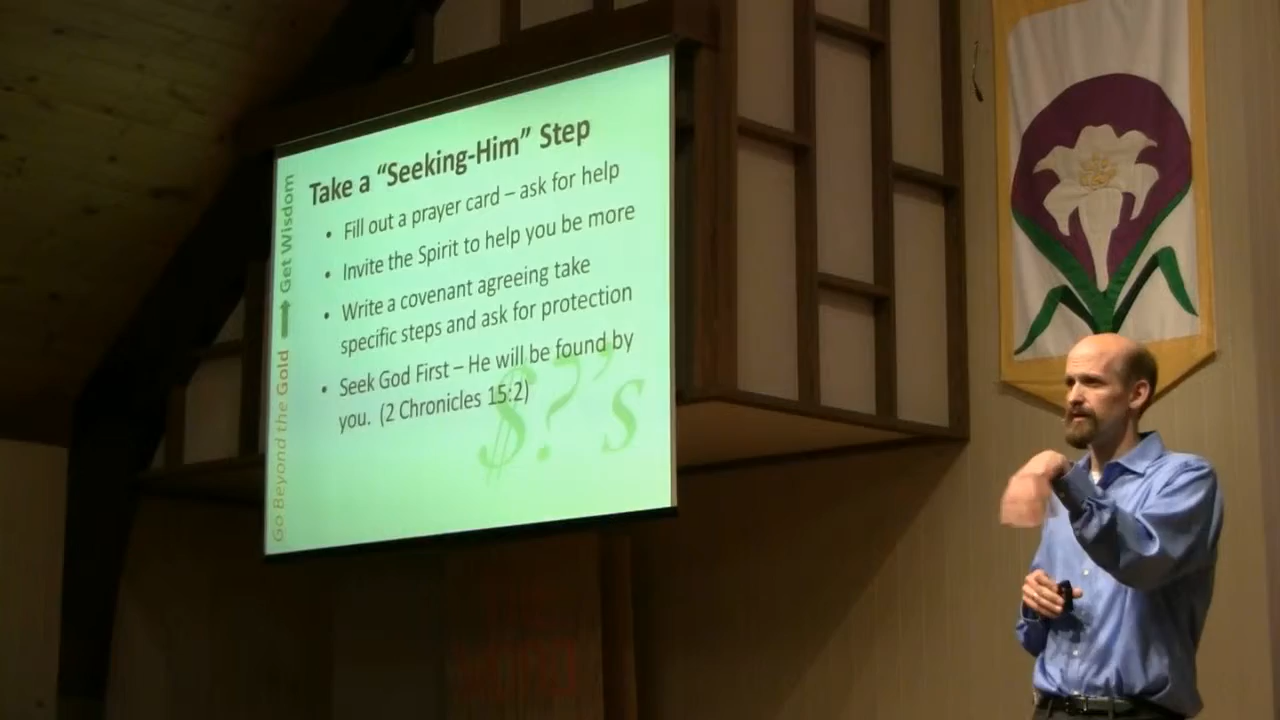 Take a “Seeking-Him” Step
• Fill out a prayer card – ask for help
• Invite the Spirit to help you be more
• Write a covenant agreeing take
specific steps and ask for protection
• Seek God First – He will be found by
you. (2 Chronicles 15:2)
$?’s
Go Beyond the Gold → Get Wisdom